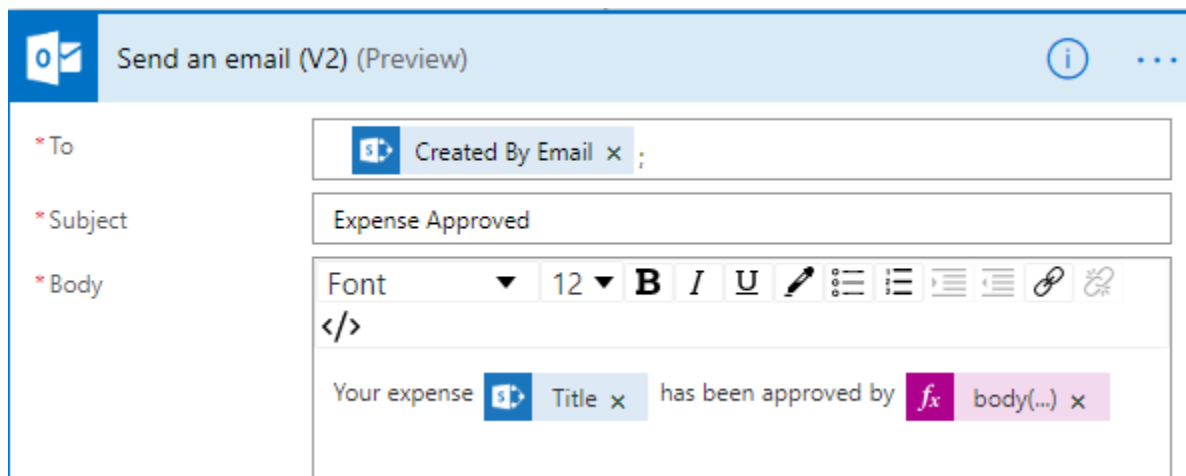 Send an email (V2) (Preview)
* To
Created By Email × ;
* Subject
Expense Approved
* Body
Font 12 B I U
</>
Your expense Title × has been approved by fx body(...) ×